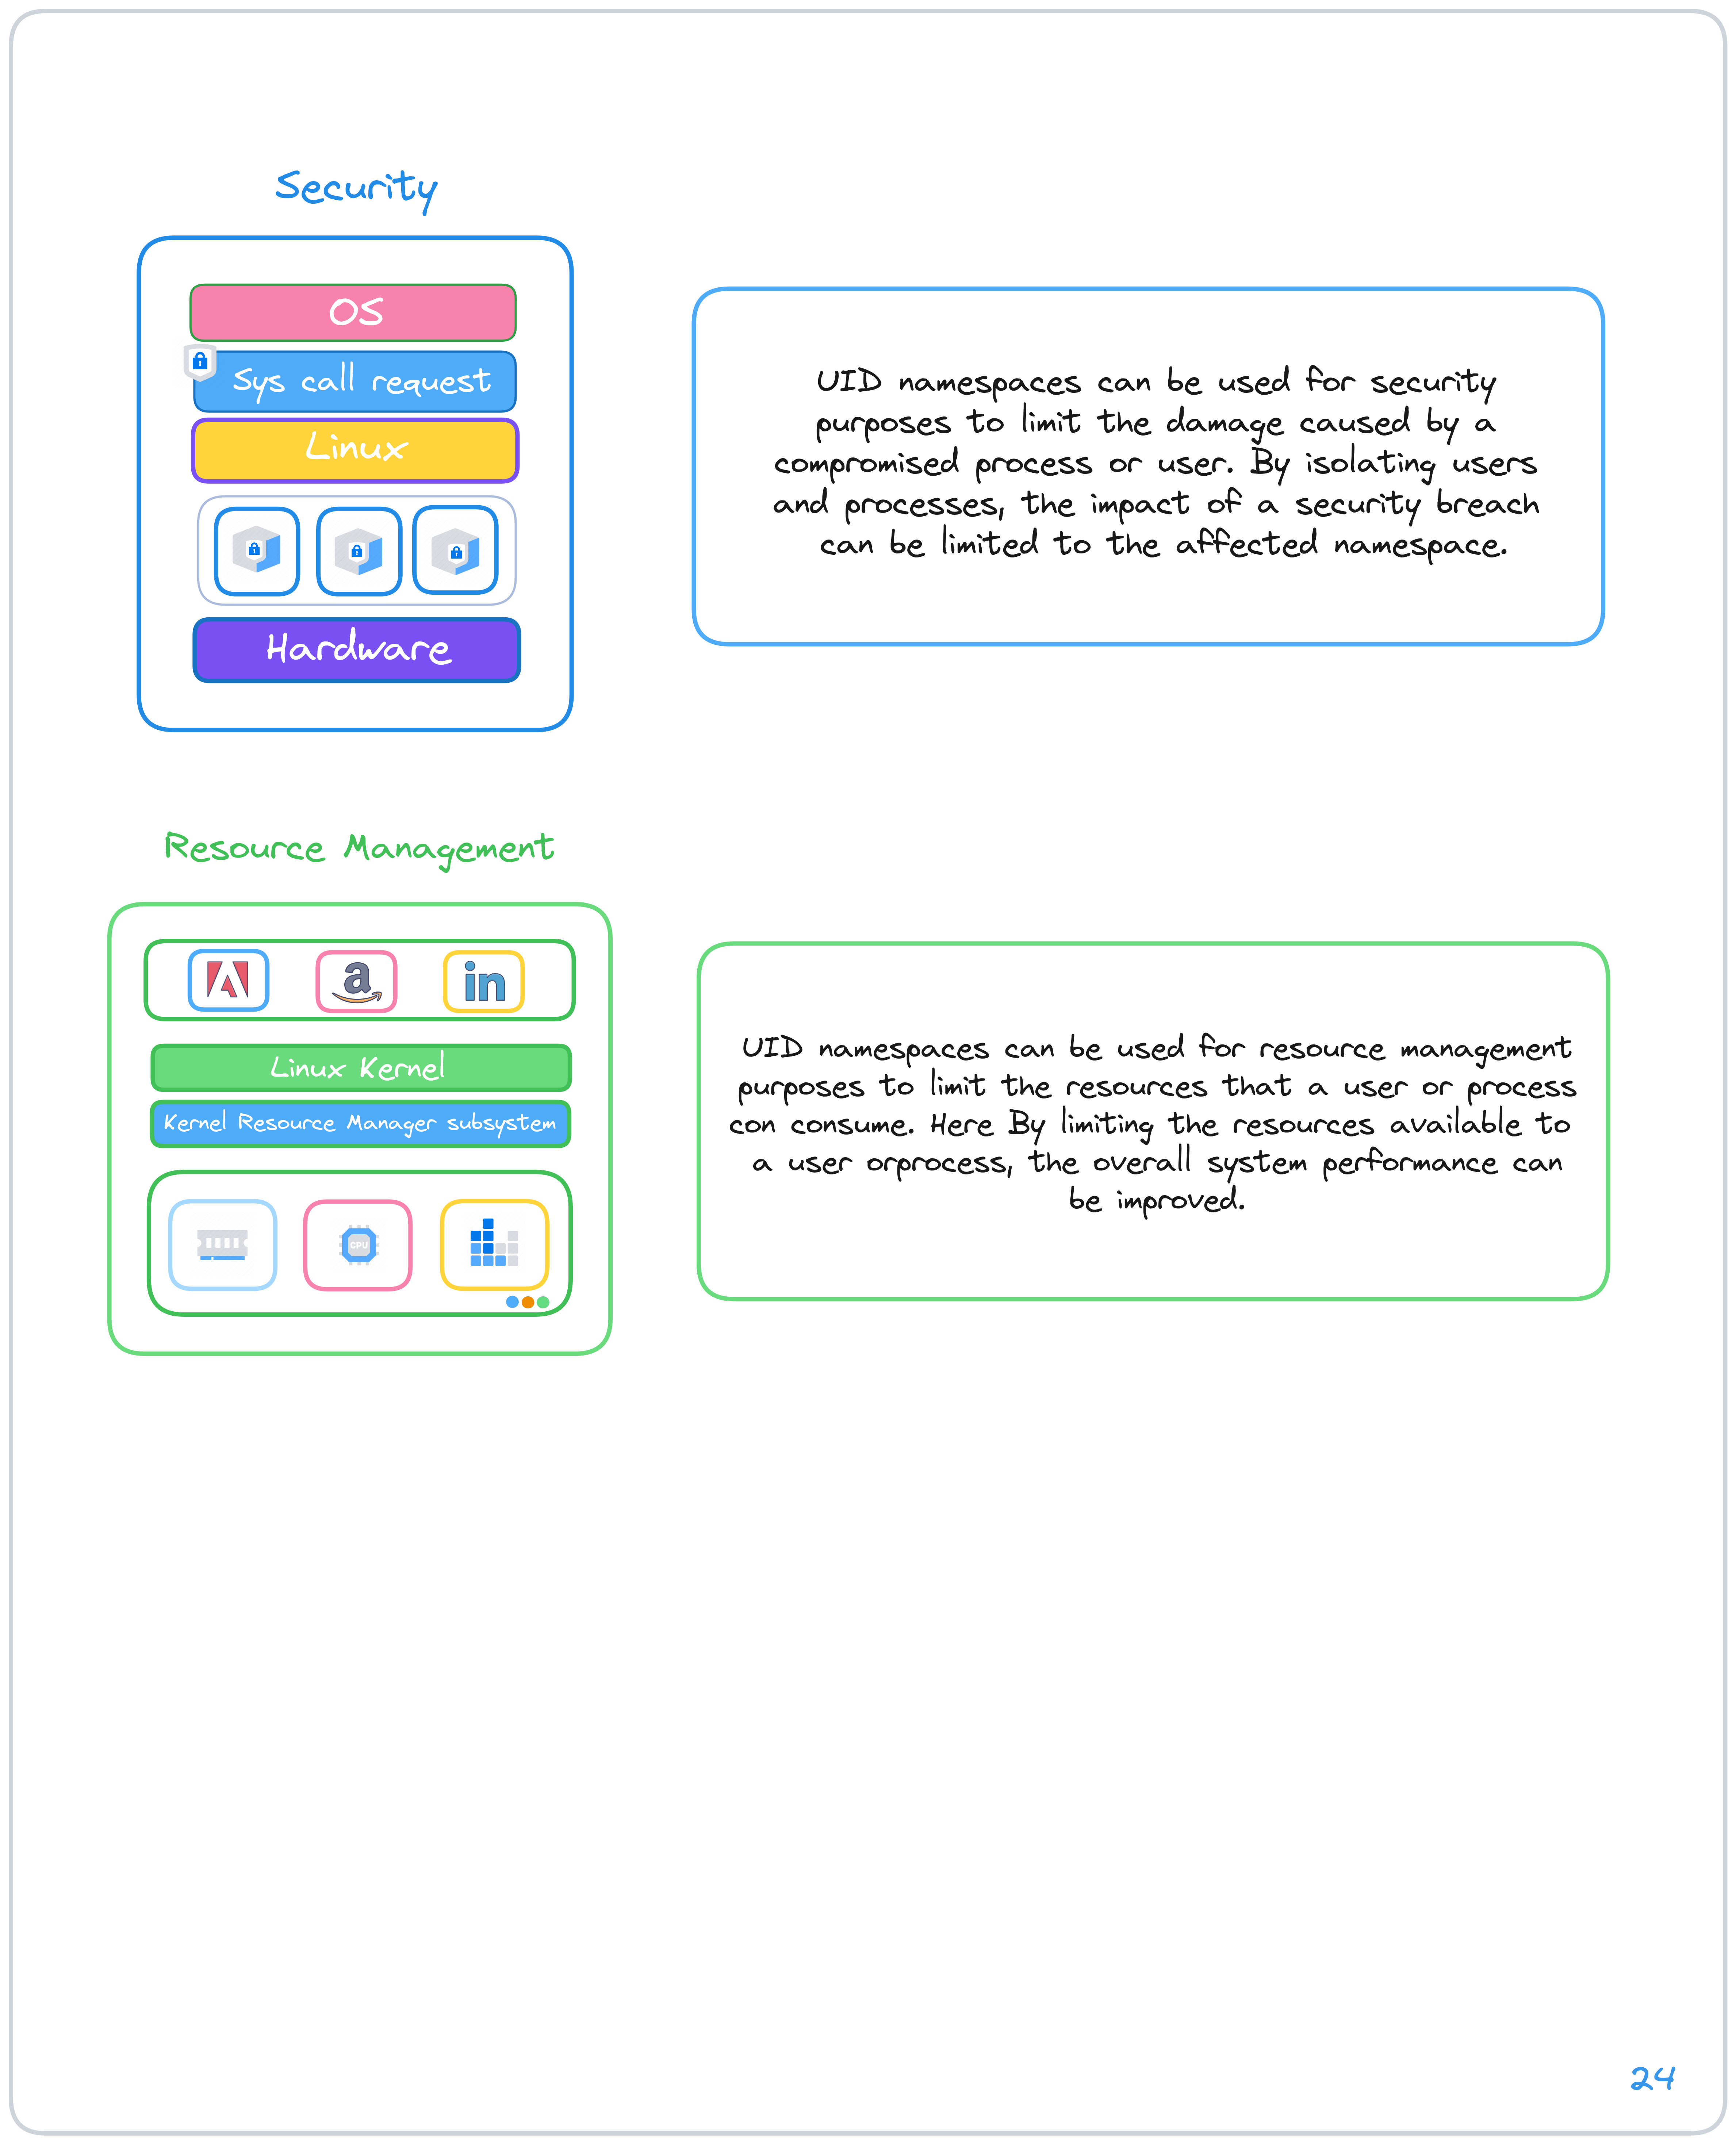 Security
OS
Sys call request
Linux
Hardware
UID namespaces can be used for security
purposes to limit the damage caused by a
compromised process or user. By isolating users
and processes, the impact of a security breach
can be limited to the affected namespace.
Resource Management
a
in
Linux Kernel
Kernel Resource Manager subsystem
CPU
UID namespaces can be used for resource management
purposes to limit the resources that a user or process
con consume. Here By limiting the resources available to
a user orprocess, the overall system performance can
be improved.
24